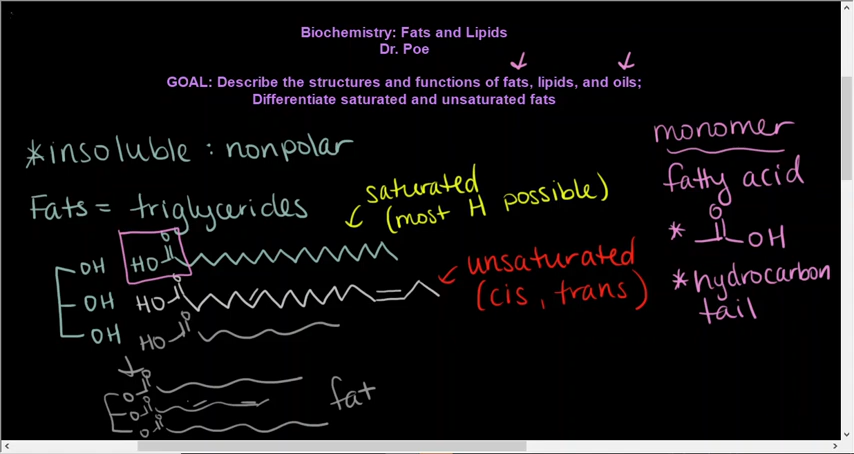 Biochemistry: Fats and Lipids
Dr. Poe
GOAL: Describe the structures and functions of fats, lipids, and oils;
Differentiate saturated and unsaturated fats
*insoluble : nonpolar
Fats = triglycerides
saturated
(most H possible)
unsaturated
(cis, trans)
monomer
fatty acid
* O OH
*hydrocarbon
tail
OH HO O
OH HO O
OH HO O
O O
O O
O O
fat